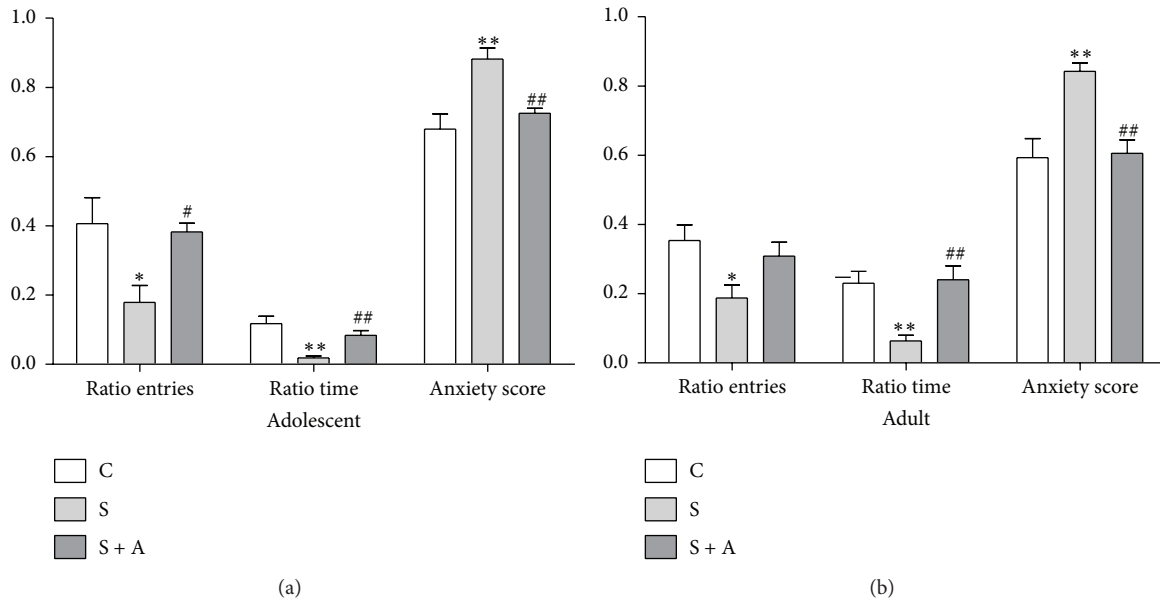 1.0
0.8
0.6
0.4
0.2
0.0
**
##
#
*
##
**
Ratio entries Ratio time Anxiety score
Adolescent
C
S
S + A
(a)
1.0
0.8
0.6
0.4
0.2
0.0
**
##
##
*
**
Ratio entries Ratio time Anxiety score
Adult
C
S
S + A
(b)